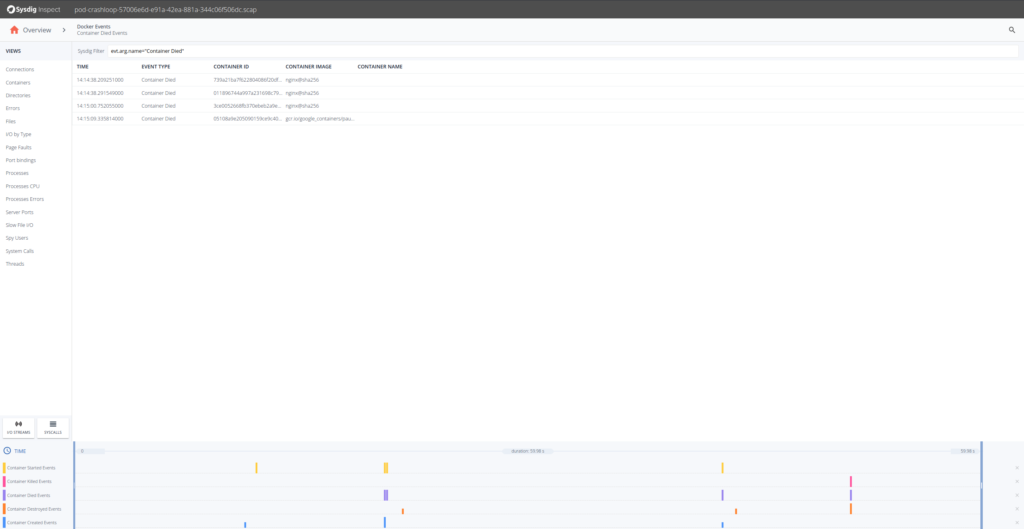 Sysdig Inspect pod-crashloop-57006e6d-e91a-42ea-881a-344c06f506dc.scap
Overview
Docker Events
Container Died Events
VIEWS
Sysdig Filter evt.arg.name="Container Died"
TIME EVENT TYPE CONTAINER ID CONTAINER IMAGE CONTAINER NAME
14:14:38.209251000 Container Died nginx@sha256
14:14:38.291549000 Container Died nginx@sha256
14:15:00.752055000 Container Died nginx@sha256
14:15:09.335814000 Container Died gcr.io/google_containers/pau...
Connections
Containers
Directories
Errors
Files
I/O by Type
Page Faults
Port bindings
Processes
Processes CPU
Processes Errors
Server Ports
Slow File I/O
Spy Users
System Calls
Threads
I/O STREAMS SYSCALLS
TIME 0 duration: 59.98 s 59.98 s
Container Started Events
Container Killed Events
Container Died Events
Container Destroyed Events
Container Created Events